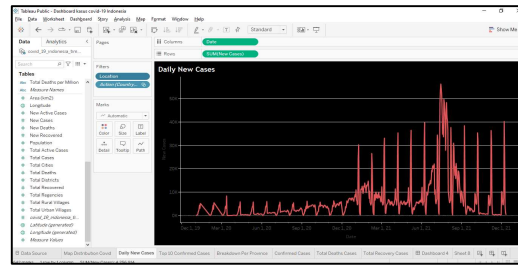 Tableau Public - Dashboard kasus covid-19 Indonesia
File Data Worksheet Dashboard Story Analysis Map Format Window Help
Standard
Show Me
Data Analytics
Pages
Columns Date
Rows SUM(New Cases)
Search
Filters
Location
Tables
Total Deaths per Million
Measure Names
Area (km2)
Longitude
New Active Cases
New Cases
New Deaths
New Recovered
Population
Total Active Cases
Total Cases
Total Cities
Total Deaths
Total Districts
Total Recovered
Total Regencies
Total Rural Villages
Total Urban Villages
Latitude (generated)
Longitude (generated)
Measure Values
Marks
Automatic
Color Size Label
Detail Tooltip Path
Daily New Cases
Data Source Map Distribution Covid Daily New Cases Top 10 Confirmed Cases Breakdown Per Province Confirmed Cases Total Deaths Cases Total Recovery Cases Dashboard 4 Sheet 8